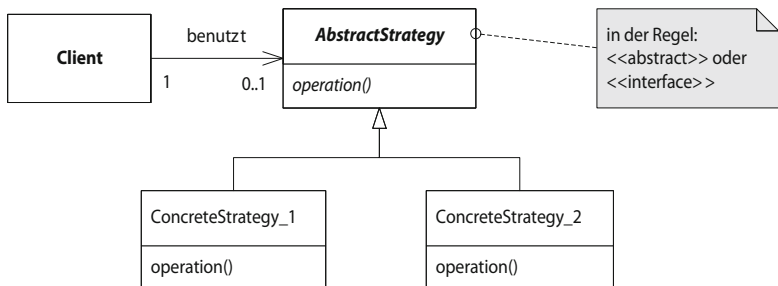 Client
benutzt
1
0..1
AbstractStrategy
operation()
in der Regel:
<<abstract>> oder
<<interface>>
ConcreteStrategy_1
operation()
ConcreteStrategy_2
operation()